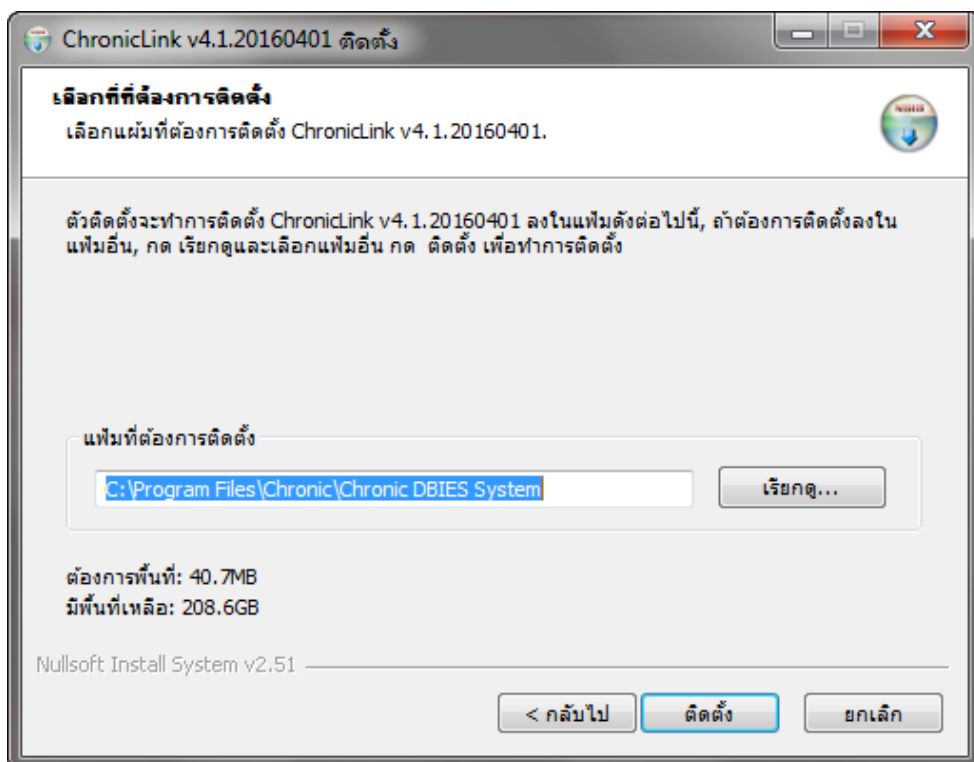 ChronicLink v4.1.20160401 ติดตั้ง
เลือกที่ที่ต้องการติดตั้ง
เลือกแผ้มที่ต้องการติดตั้ง ChronicLink v4.1.20160401.
ตัวติดตั้งจะทำการติดตั้ง ChronicLink v4.1.20160401 ลงในแฟ้มดังต่อไปนี้, ถ้าต้องการติดตั้งลงใน
แฟ้มอื่น, กด เรียกดูและเลือกแฟ้มอื่น กด ติดตั้ง เพื่อทำการติดตั้ง
แฟ้มที่ต้องการติดตั้ง
C:\Program Files\Chronic\Chronic DBIES System
เรียกดู...
ต้องการพื้นที่: 40.7MB
มีพื้นที่เหลือ: 208.6GB
Nullsoft Install System v2.51
< กลับไป
ติดตั้ง
ยกเลิก